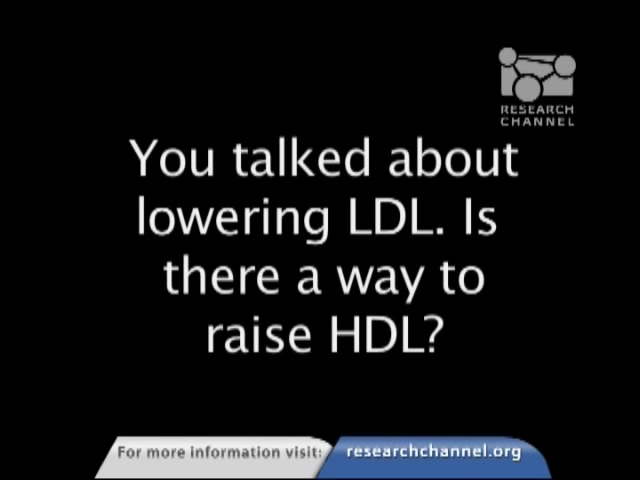 RESEARCH
CHANNEL
You talked about
lowering LDL. Is
there a way to
raise HDL?
For more information visit: researchchannel.org